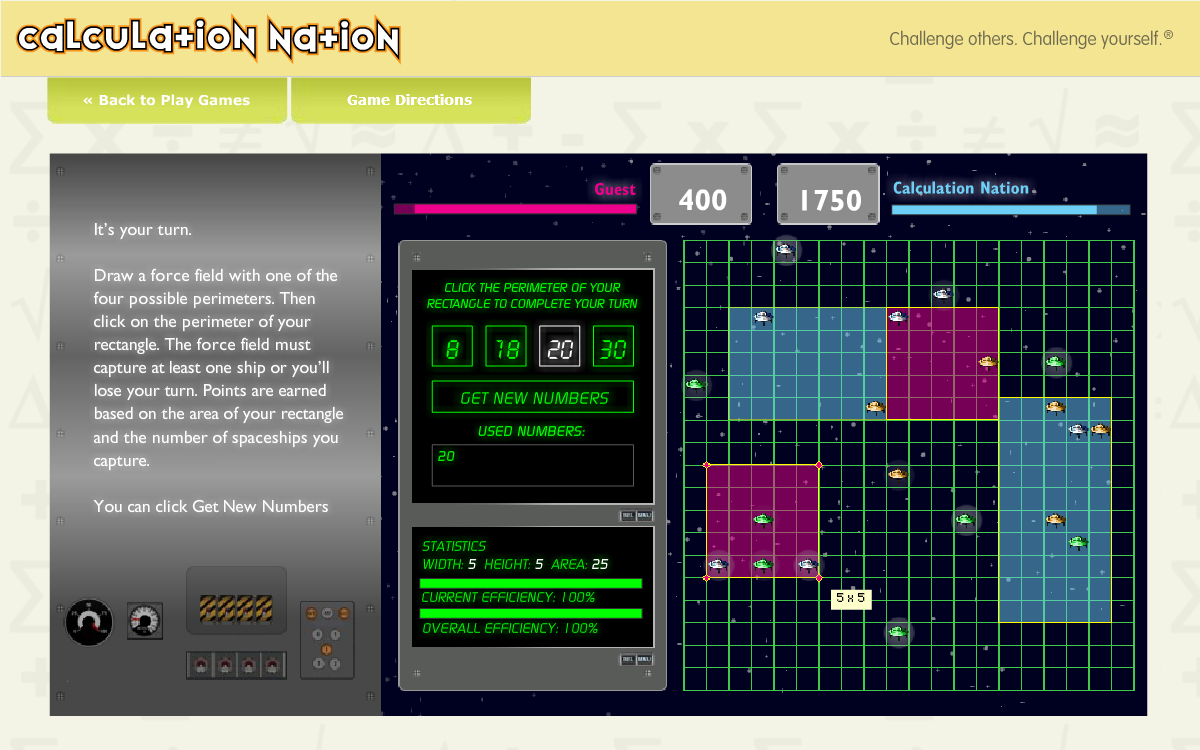 CalcUla+ioN Na+ioN
Challenge others. Challenge yourself.®
« Back to Play Games
Game Directions
It's your turn.
Draw a force field with one of the
four possible perimeters. Then
click on the perimeter of your
rectangle. The force field must
capture at least one ship or you'll
lose your turn. Points are earned
based on the area of your rectangle
and the number of spaceships you
capture.
You can click Get New Numbers
Guest
400
1750
Calculation Nation
CLICK THE PERIMETER OF YOUR
RECTANGLE TO COMPLETE YOUR TURN
8 18 20 30
GET NEW NUMBERS
USED NUMBERS:
20
STATISTICS
WIDTH: 5 HEIGHT: 5 AREA: 25
CURRENT EFFICIENCY: 100%
OVERALL EFFICIENCY: 100%
5 x 5